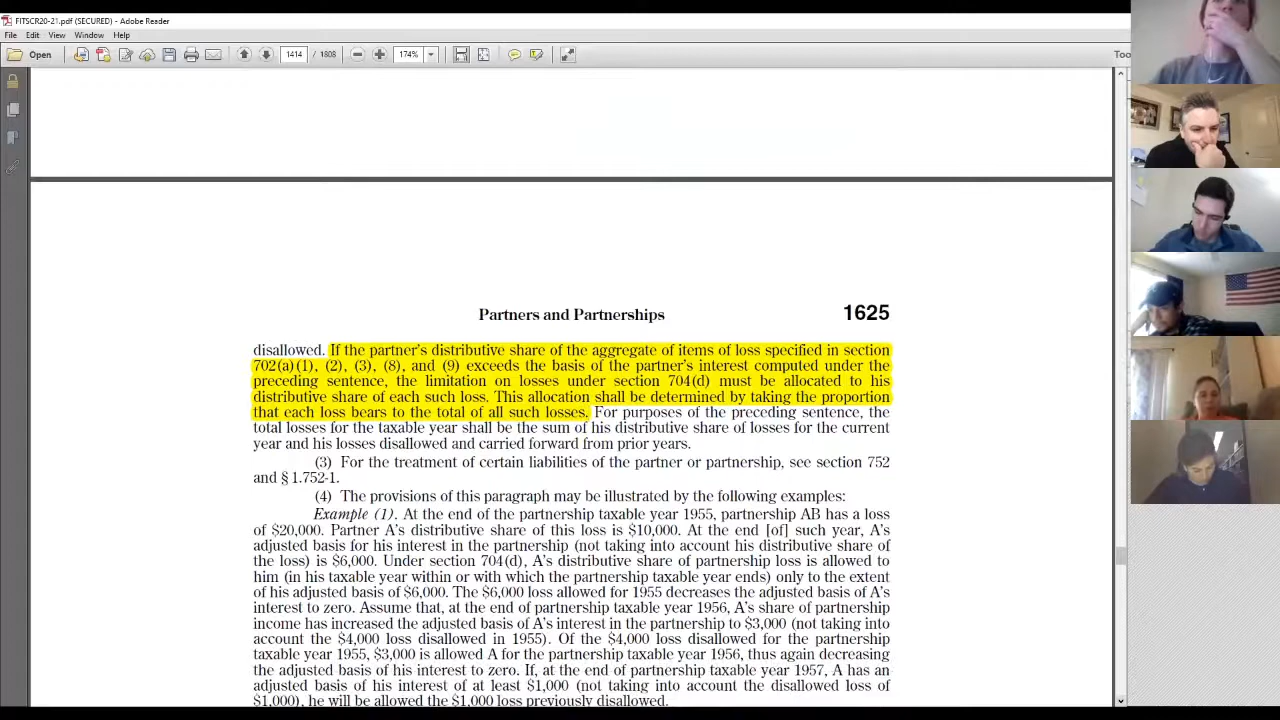 FITSCR20-21.pdf (SECURED) - Adobe Reader
File Edit View Window Help
Open 1414 / 1808 174% Too
Partners and Partnerships 1625
disallowed. If the partner's distributive share of the aggregate of items of loss specified in section
702(a)(1), (2), (3), (8), and (9) exceeds the basis of the partner's interest computed under the
preceding sentence, the limitation on losses under section 704(d) must be allocated to his
distributive share of each such loss. This allocation shall be determined by taking the proportion
that each loss bears to the total of all such losses. For purposes of the preceding sentence, the
total losses for the taxable year shall be the sum of his distributive share of losses for the current
year and his losses disallowed and carried forward from prior years.
(3) For the treatment of certain liabilities of the partner or partnership, see section 752
and § 1.752-1.
(4) The provisions of this paragraph may be illustrated by the following examples:
Example (1). At the end of the partnership taxable year 1955, partnership AB has a loss
of $20,000. Partner A's distributive share of this loss is $10,000. At the end [of] such year, A's
adjusted basis for his interest in the partnership (not taking into account his distributive share of
the loss) is $6,000. Under section 704(d), A's distributive share of partnership loss is allowed to
him (in his taxable year within or with which the partnership taxable year ends) only to the extent
of his adjusted basis of $6,000. The $6,000 loss allowed for 1955 decreases the adjusted basis of A's
interest to zero. Assume that, at the end of partnership taxable year 1956, A's share of partnership
income has increased the adjusted basis of A's interest in the partnership to $3,000 (not taking into
account the $4,000 loss disallowed in 1955). Of the $4,000 loss disallowed for the partnership
taxable year 1955, $3,000 is allowed A for the partnership taxable year 1956, thus again decreasing
the adjusted basis of his interest to zero. If, at the end of partnership taxable year 1957, A has an
adjusted basis of his interest of at least $1,000 (not taking into account the disallowed loss of
$1,000), he will be allowed the $1,000 loss previously disallowed.